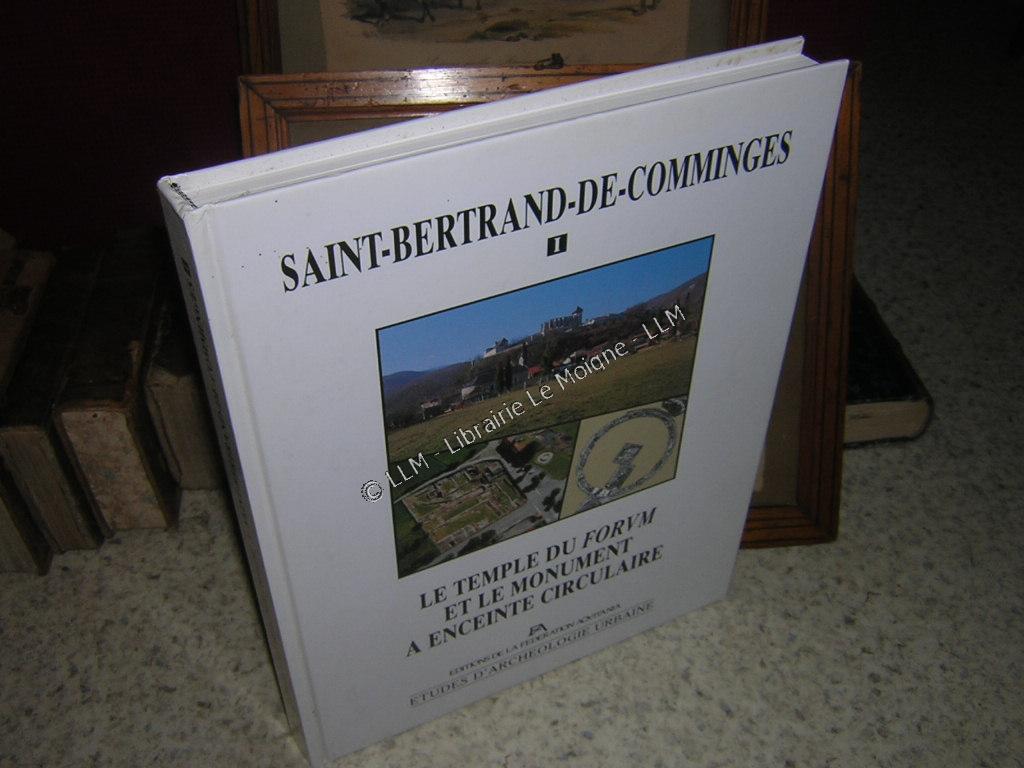 SAINT-BERTRAND-DE-COMMINGES
I
© LLM - Librairie Le Moigne - LLM
LE TEMPLE DU FORVM
ET LE MONUMENT
A ENCEINTE CIRCULAIRE
EDITIONS DE LA FEDERATION AQUITANIA
ETUDES D'ARCHEOLOGIE URBAINE